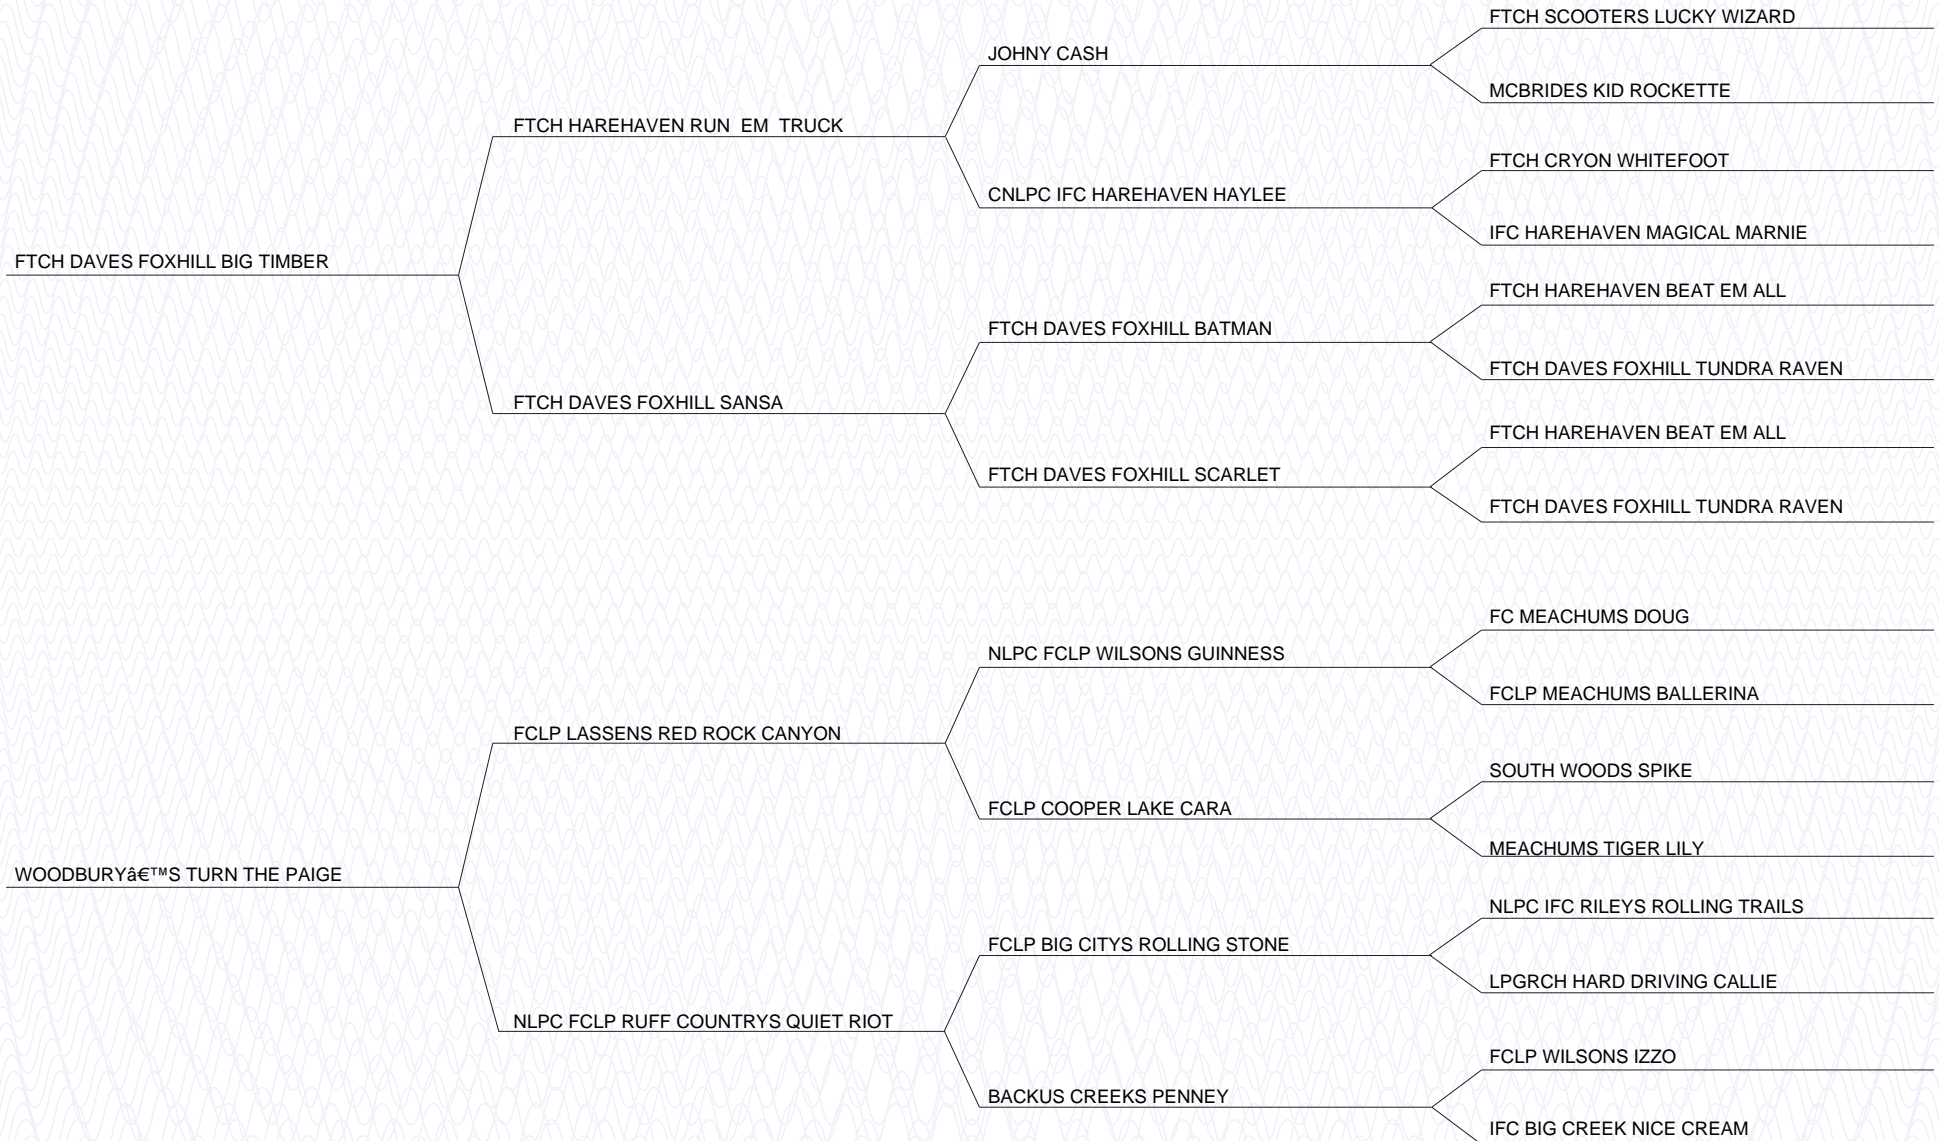 FTCH SCOOTERS LUCKY WIZARD
JOHNY CASH
MCBRIDES KID ROCKETTE
FTCH HAREHAVEN RUN  EM  TRUCK
FTCH CRYON WHITEFOOT
CNLPC IFC HAREHAVEN HAYLEE
IFC HAREHAVEN MAGICAL MARNIE
FTCH DAVES FOXHILL BIG TIMBER
FTCH HAREHAVEN BEAT EM ALL
FTCH DAVES FOXHILL BATMAN
FTCH DAVES FOXHILL TUNDRA RAVEN
FTCH DAVES FOXHILL SANSA
FTCH HAREHAVEN BEAT EM ALL
FTCH DAVES FOXHILL SCARLET
FTCH DAVES FOXHILL TUNDRA RAVEN
FC MEACHUMS DOUG
NLPC FCLP WILSONS GUINNESS
FCLP MEACHUMS BALLERINA
FCLP LASSENS RED ROCK CANYON
SOUTH WOODS SPIKE
FCLP COOPER LAKE CARA
MEACHUMS TIGER LILY
WOODBURYâ€™S TURN THE PAIGE
NLPC IFC RILEYS ROLLING TRAILS
FCLP BIG CITYS ROLLING STONE
LPGRCH HARD DRIVING CALLIE
NLPC FCLP RUFF COUNTRYS QUIET RIOT
FCLP WILSONS IZZO
BACKUS CREEKS PENNEY
IFC BIG CREEK NICE CREAM